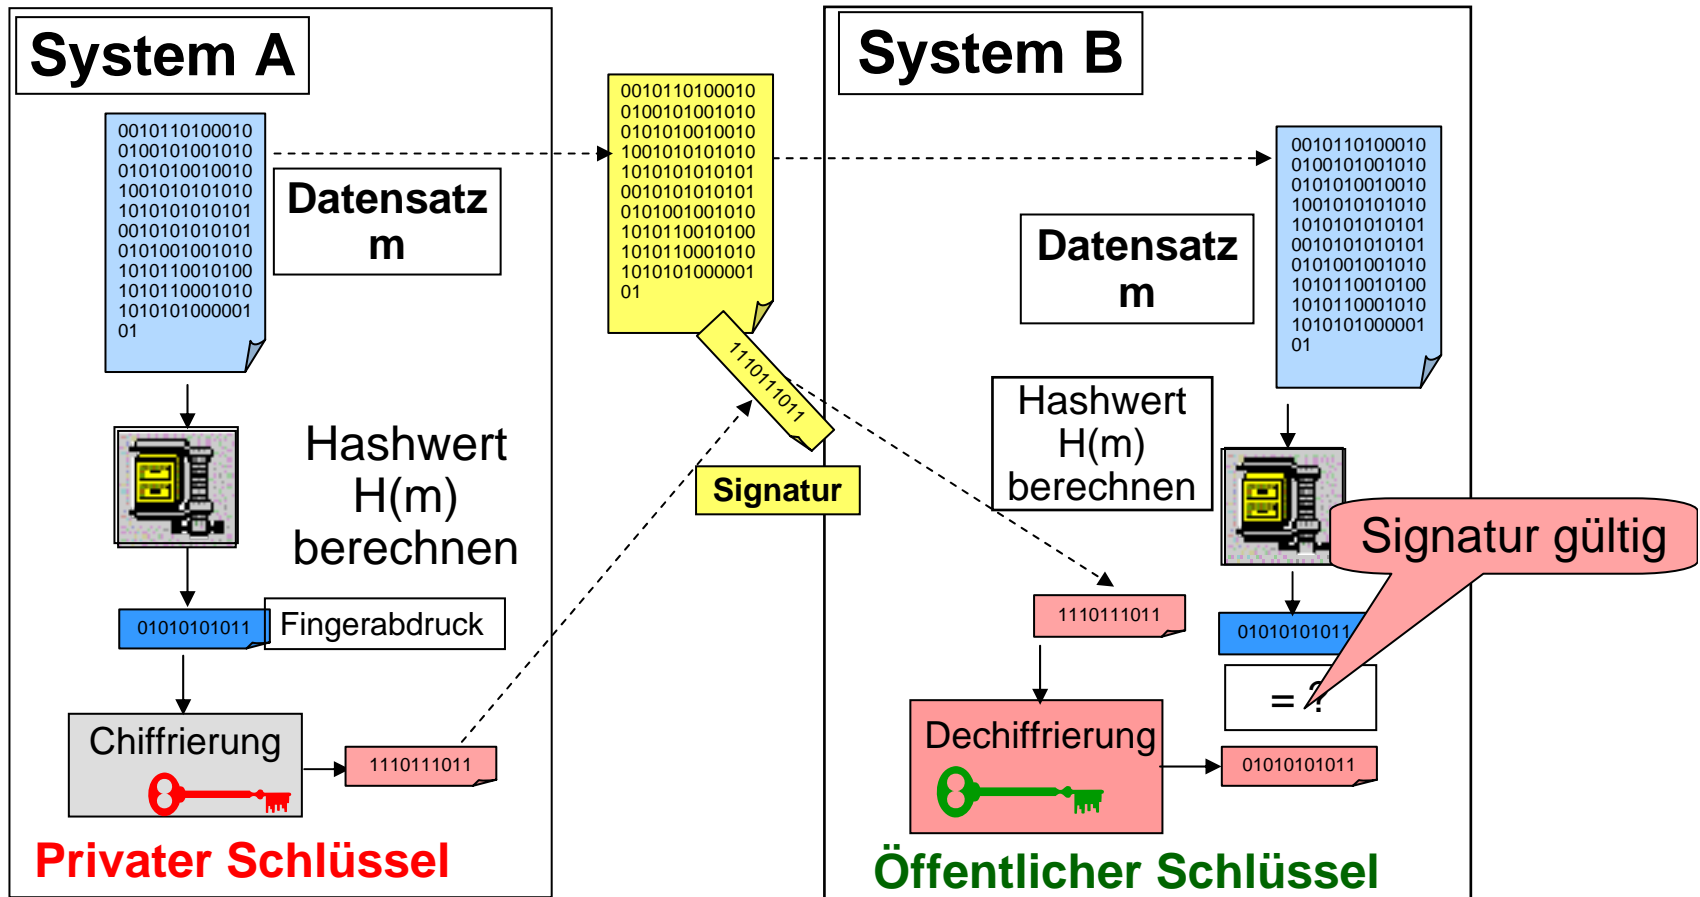 System A
0010110100010
0100101001010
0101010010010
1001010101010
1010101010101
0010101010101
0101001001010
1010110010100
1010110001010
1010101000001
01
Datensatz
m
Hashwert
H(m)
berechnen
01010101011
Fingerabdruck
Chiffrierung
1110111011
Privater Schlüssel
0010110100010
0100101001010
0101010010010
1001010101010
1010101010101
0010101010101
0101001001010
1010110010100
1010110001010
1010101000001
01
1110111011
Signatur
System B
0010110100010
0100101001010
0101010010010
1001010101010
1010101010101
0010101010101
0101001001010
1010110010100
1010110001010
1010101000001
01
Datensatz
m
Hashwert
H(m)
berechnen
Signatur gültig
1110111011
01010101011
= ?
Dechiffrierung
01010101011
Öffentlicher Schlüssel